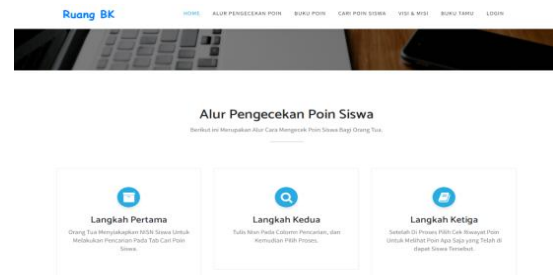 Ruang BK
HOME ALUR PENGECEKAN POIN BUKU POIN CARI POIN SISWA VISI & MISI BUKU TAMU LOGIN
Alur Pengecekan Poin Siswa
Berikut ini Merupakan Alur Cara Mengecek Poin Siswa Bagi Orang Tua.
Langkah Pertama
Orang Tua Menyiapkan NISN Siswa Untuk
Melakukan Pencarian Pada Tab Cari Poin
Siswa.
Langkah Kedua
Tulis Nisn Pada Colomn Pencarian, dan
Kemudian Pilih Proses.
Langkah Ketiga
Setelah Di Proses Pilih Cek Riwayat Poin
Untuk Melihat Poin Apa Saja yang Telah di
dapat Siswa Tersebut.